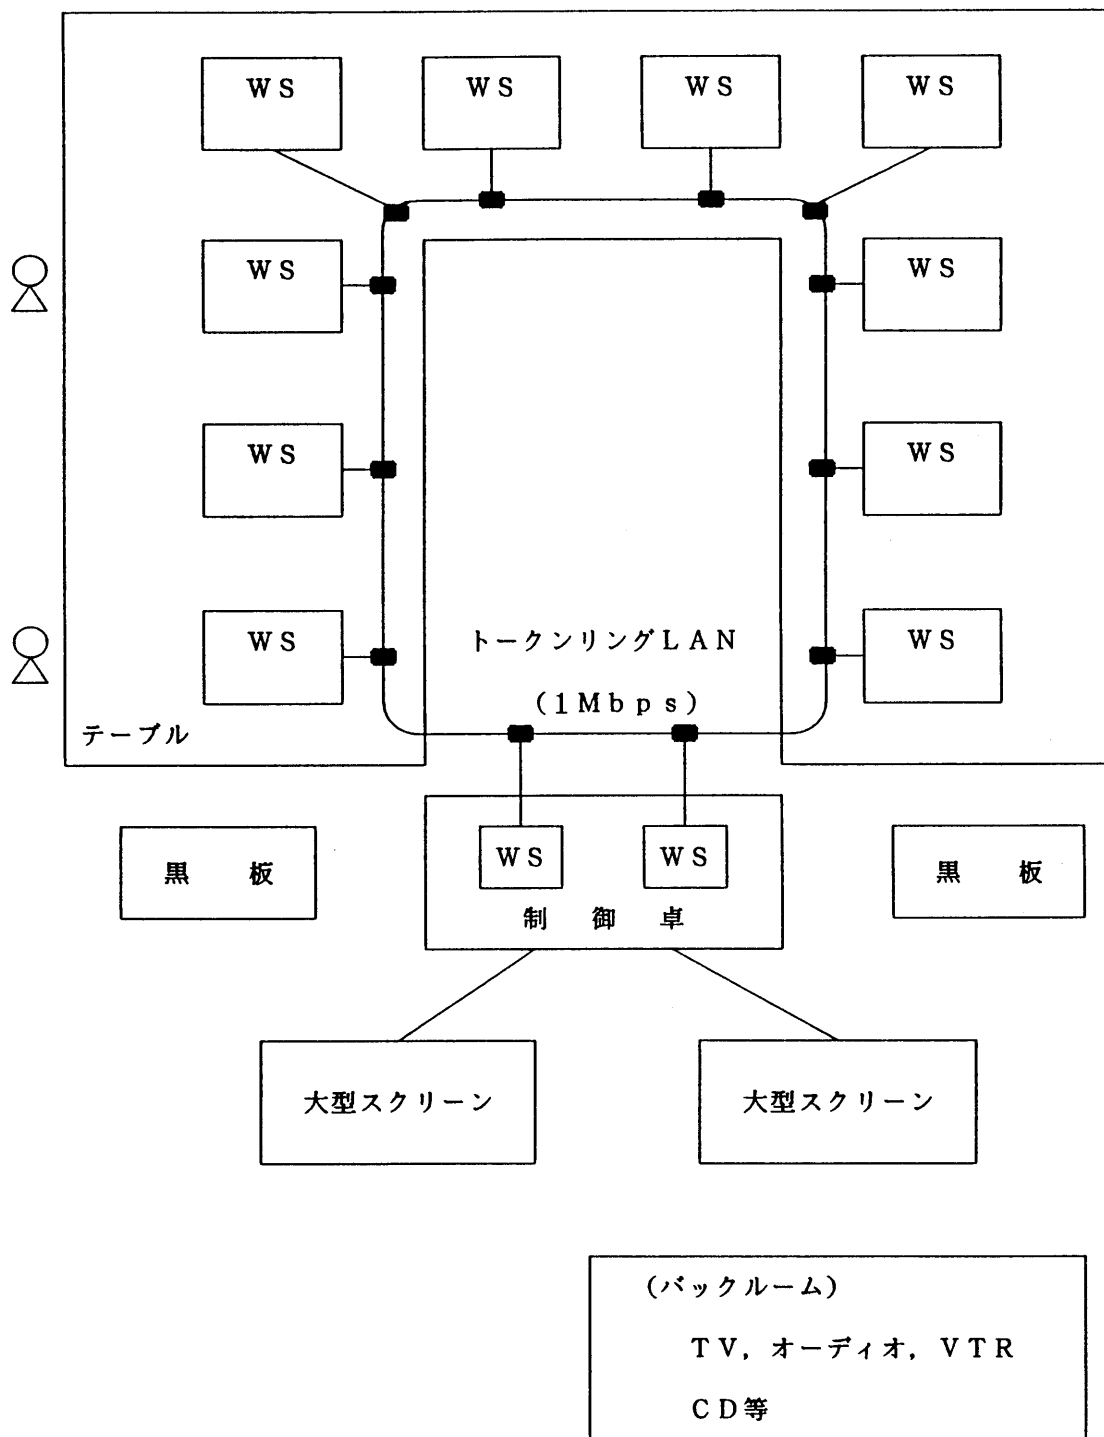 WS WS WS WS
WS WS
WS WS
WS WS
トークンリングLAN
(1Mbps)
テーブル
WS WS
黒 板 黒 板
制 御 卓
大型スクリーン 大型スクリーン
(バックルーム)
TV, オーディオ, VTR
CD等